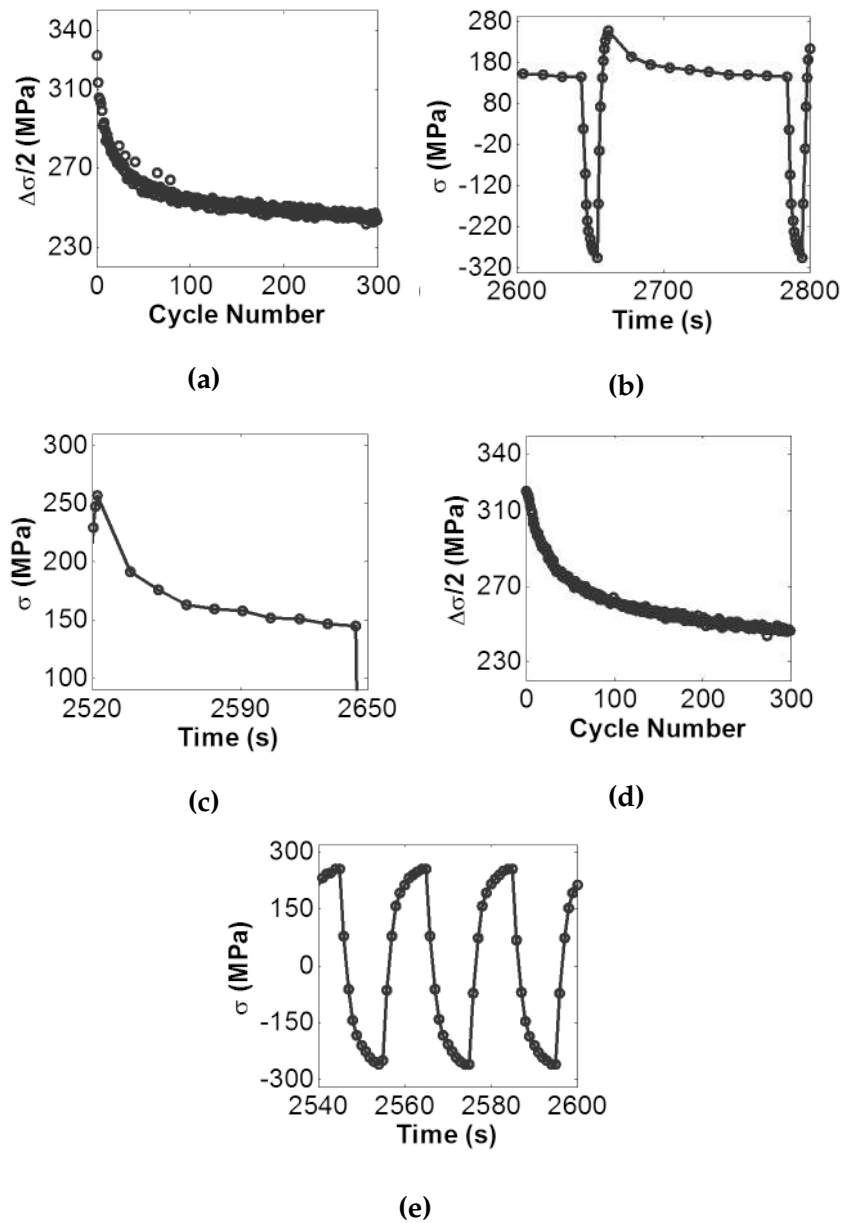 340
310
270
230
Δσ/2 (MPa)
0 100 200 300
Cycle Number
(a)
280
180
80
-20
-120
-220
-320
σ (MPa)
2600 2700 2800
Time (s)
(b)
300
250
200
150
100
σ (MPa)
2520 2590 2650
Time (s)
(c)
340
310
270
230
Δσ/2 (MPa)
0 100 200 300
Cycle Number
(d)
300
150
0
-150
-300
σ (MPa)
2540 2560 2580 2600
Time (s)
(e)